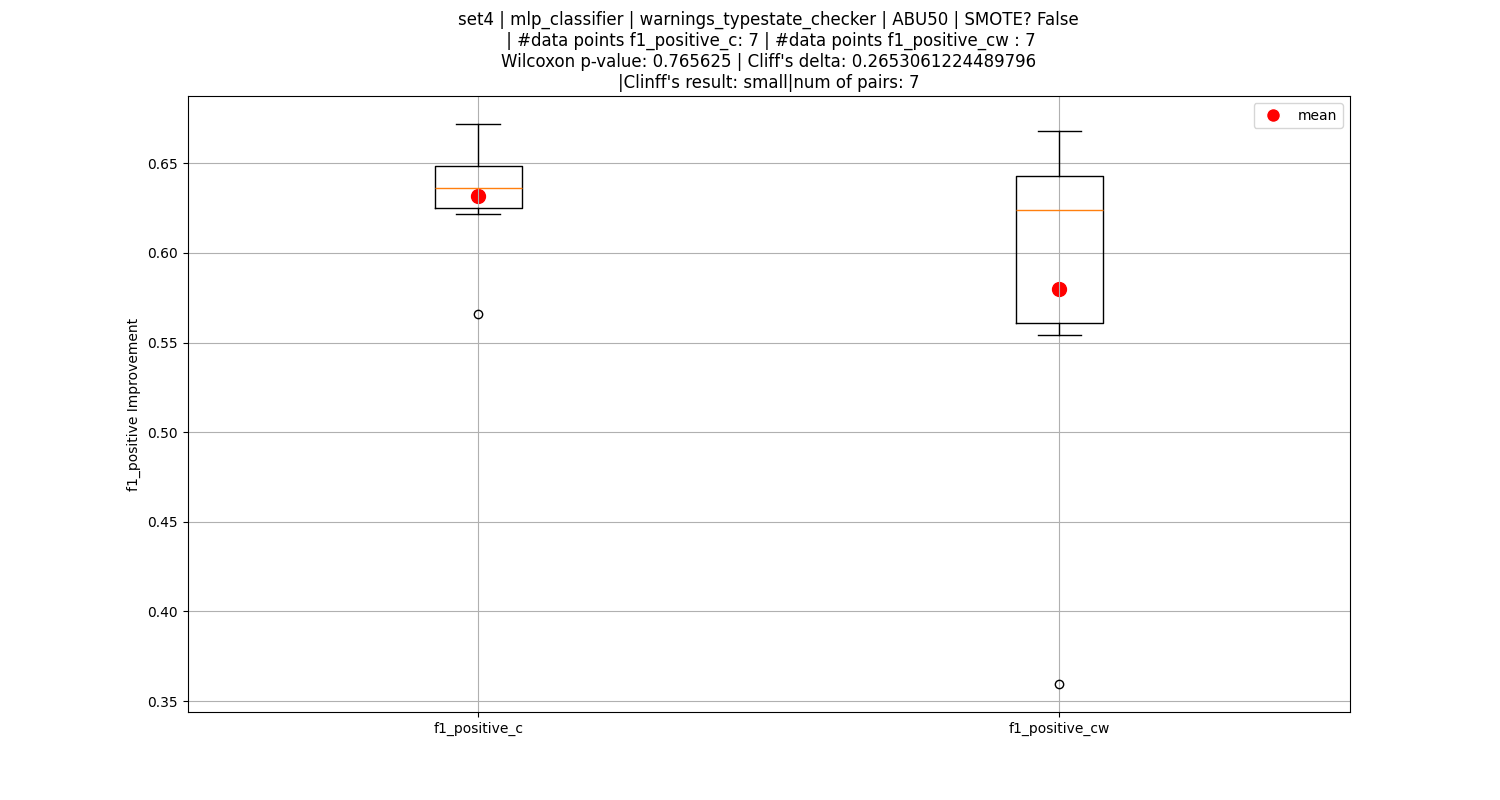 set4 | mlp_classifier | warnings_typestate_checker | ABU50 | SMOTE? False
| #data points f1_positive_c: 7 | #data points f1_positive_cw : 7
Wilcoxon p-value: 0.765625 | Cliff's delta: 0.2653061224489796
|Clinff's result: small|num of pairs: 7
mean
0.65
0.60
0.55
0.50
0.45
0.40
0.35
f1_positive Improvement
f1_positive_c
f1_positive_cw